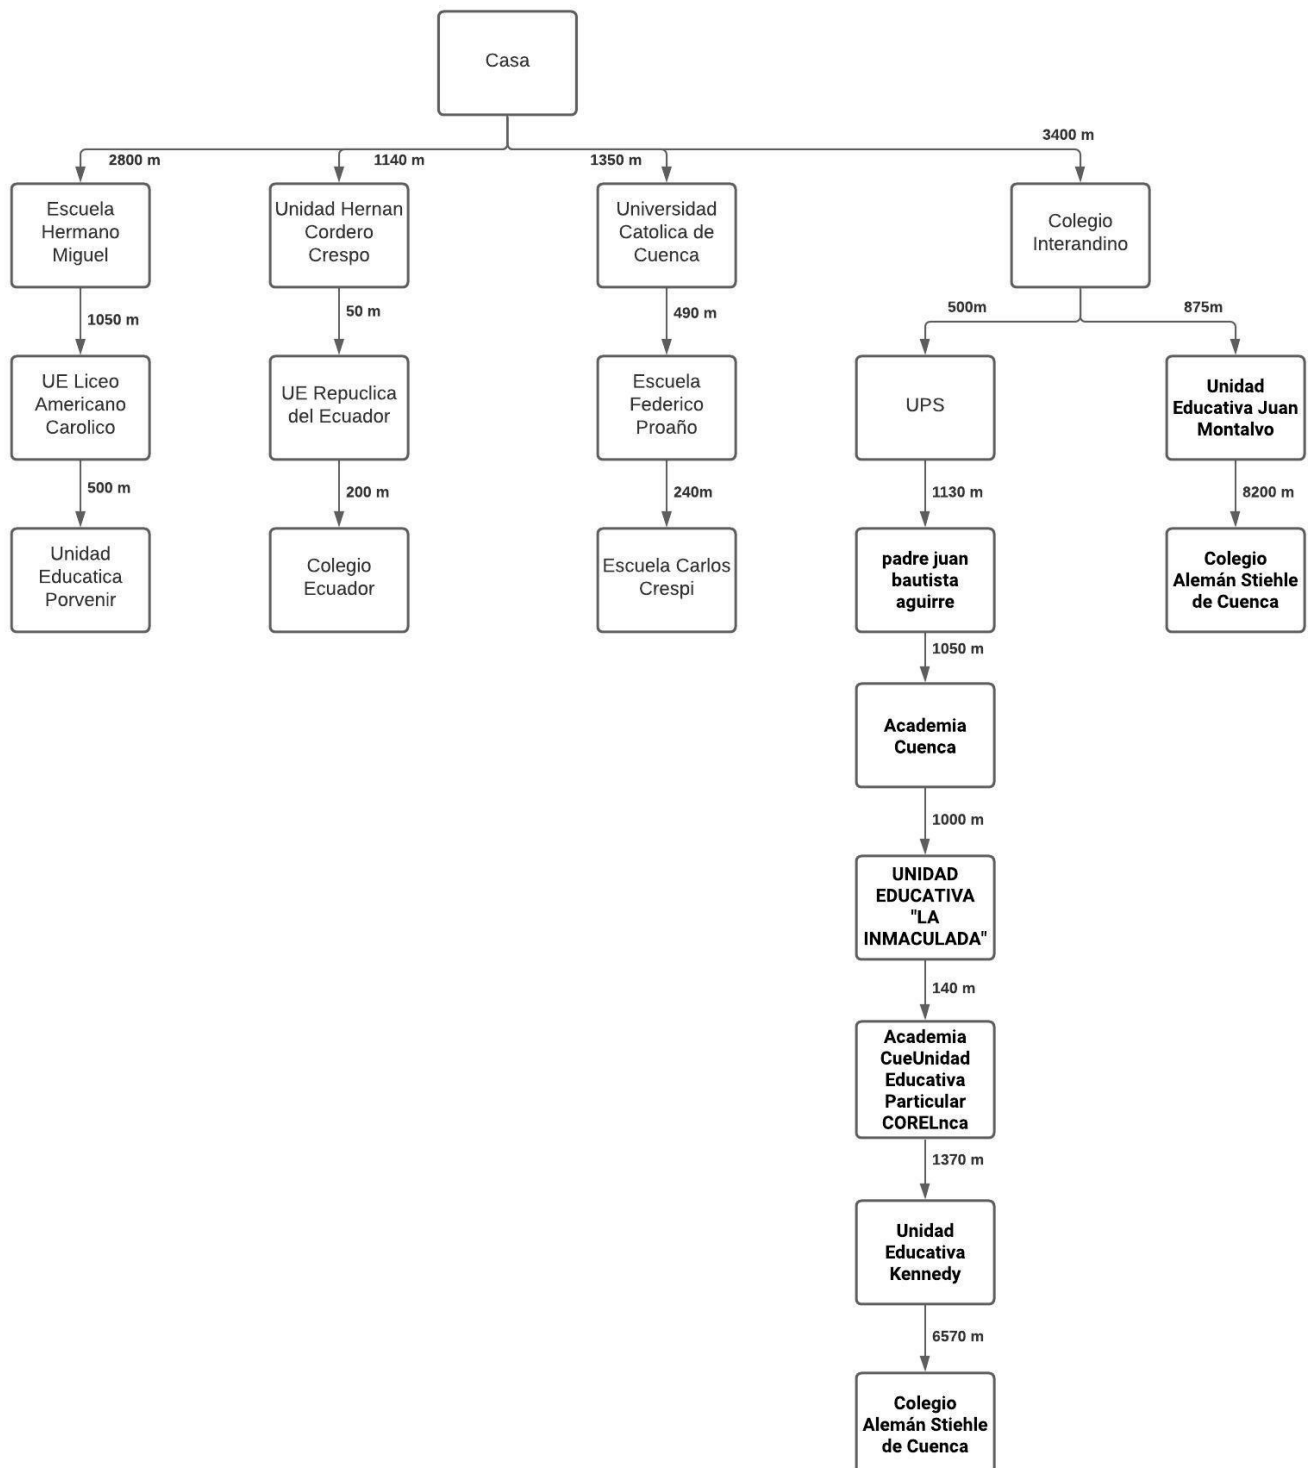 Casa
3400 m
2800 m
1140 m
1350 m
Escuela
Hermano
Miguel
Unidad Hernan
Cordero
Crespo
Universidad
Catolica de
Cuenca
Colegio
Interandino
1050 m
50 m
490 m
500m
875m
UE Liceo
Americano
Carolico
UE Repuclica
del Ecuador
Escuela
Federico
Proaño
UPS
Unidad
Educativa Juan
Montalvo
500 m
200 m
240m
1130 m
8200 m
Unidad
Educatica
Porvenir
Colegio
Ecuador
Escuela Carlos
Crespi
padre juan
bautista
aguirre
Colegio
Alemán Stiehle
de Cuenca
1050 m
Academia
Cuenca
1000 m
UNIDAD
EDUCATIVA
"LA
INMACULADA"
140 m
Academia
CueUnidad
Educativa
Particular
CORELnca
1370 m
Unidad
Educativa
Kennedy
6570 m
Colegio
Alemán Stiehle
de Cuenca